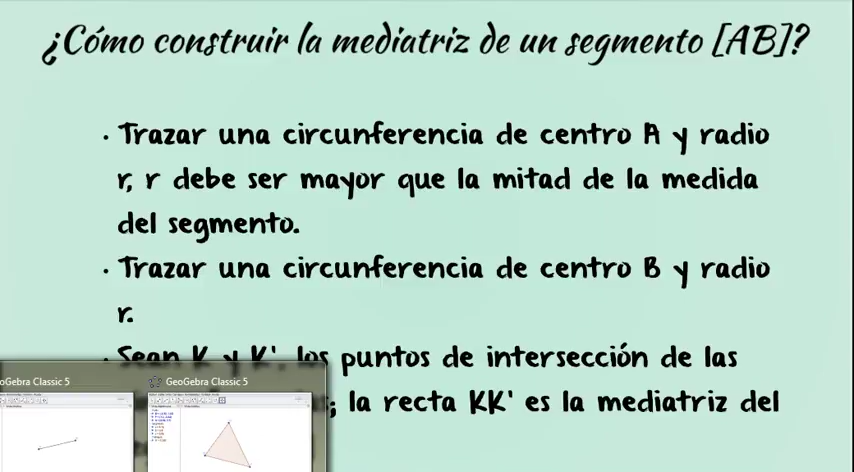 ¿Cómo construir la mediatriz de un segmento [AB]?
• Trazar una circunferencia de centro A y radio
r, r debe ser mayor que la mitad de la medida
del segmento.
• Trazar una circunferencia de centro B y radio
r.
• Sean K y K', los puntos de intersección de las
; la recta KK' es la mediatriz del
oGebra Classic 5
GeoGebra Classic 5